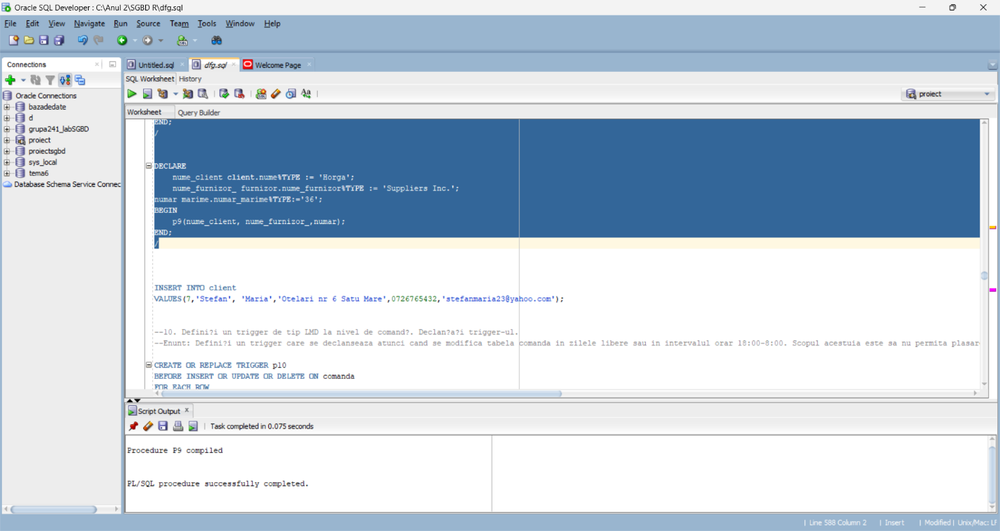 Oracle SQL Developer : C:\Anul 2\SGBD R\dfg.sql
File Edit View Navigate Run Source Team Tools Window Help
Connections
Untitled.sql
dfg.sql
Welcome Page
SQL Worksheet History
proiect
Worksheet Query Builder
Oracle Connections
bazadedate
d
grupa241_labSGBD
proiect
proiectsgbd
sys_local
tema6
Database Schema Service Connec
END;
/
DECLARE
nume_client client.nume%TYPE := 'Horga';
nume_furnizor_ furnizor.nume_furnizor%TYPE := 'Suppliers Inc.';
numar marime.numar_marime%TYPE:='36';
BEGIN
p9(nume_client, nume_furnizor_,numar);
END;
/
INSERT INTO client
VALUES(7,'Stefan', 'Maria','Otelari nr 6 Satu Mare',0726765432,'stefanmaria23@yahoo.com');
--10. Defini?i un trigger de tip LMD la nivel de comand?. Declan?a?i trigger-ul.
--Enunt: Defini?i un trigger care se declanseaza atunci cand se modifica tabela comanda in zilele libere sau in intervalul orar 18:00-8:00. Scopul acestuia este sa nu permita plasar
CREATE OR REPLACE TRIGGER p10
BEFORE INSERT OR UPDATE OR DELETE ON comanda
FOR EACH ROW
Script Output
Task completed in 0.075 seconds
Procedure P9 compiled
PL/SQL procedure successfully completed.
Line 588 Column 2 | Insert | Modified | Unix/Mac: LF